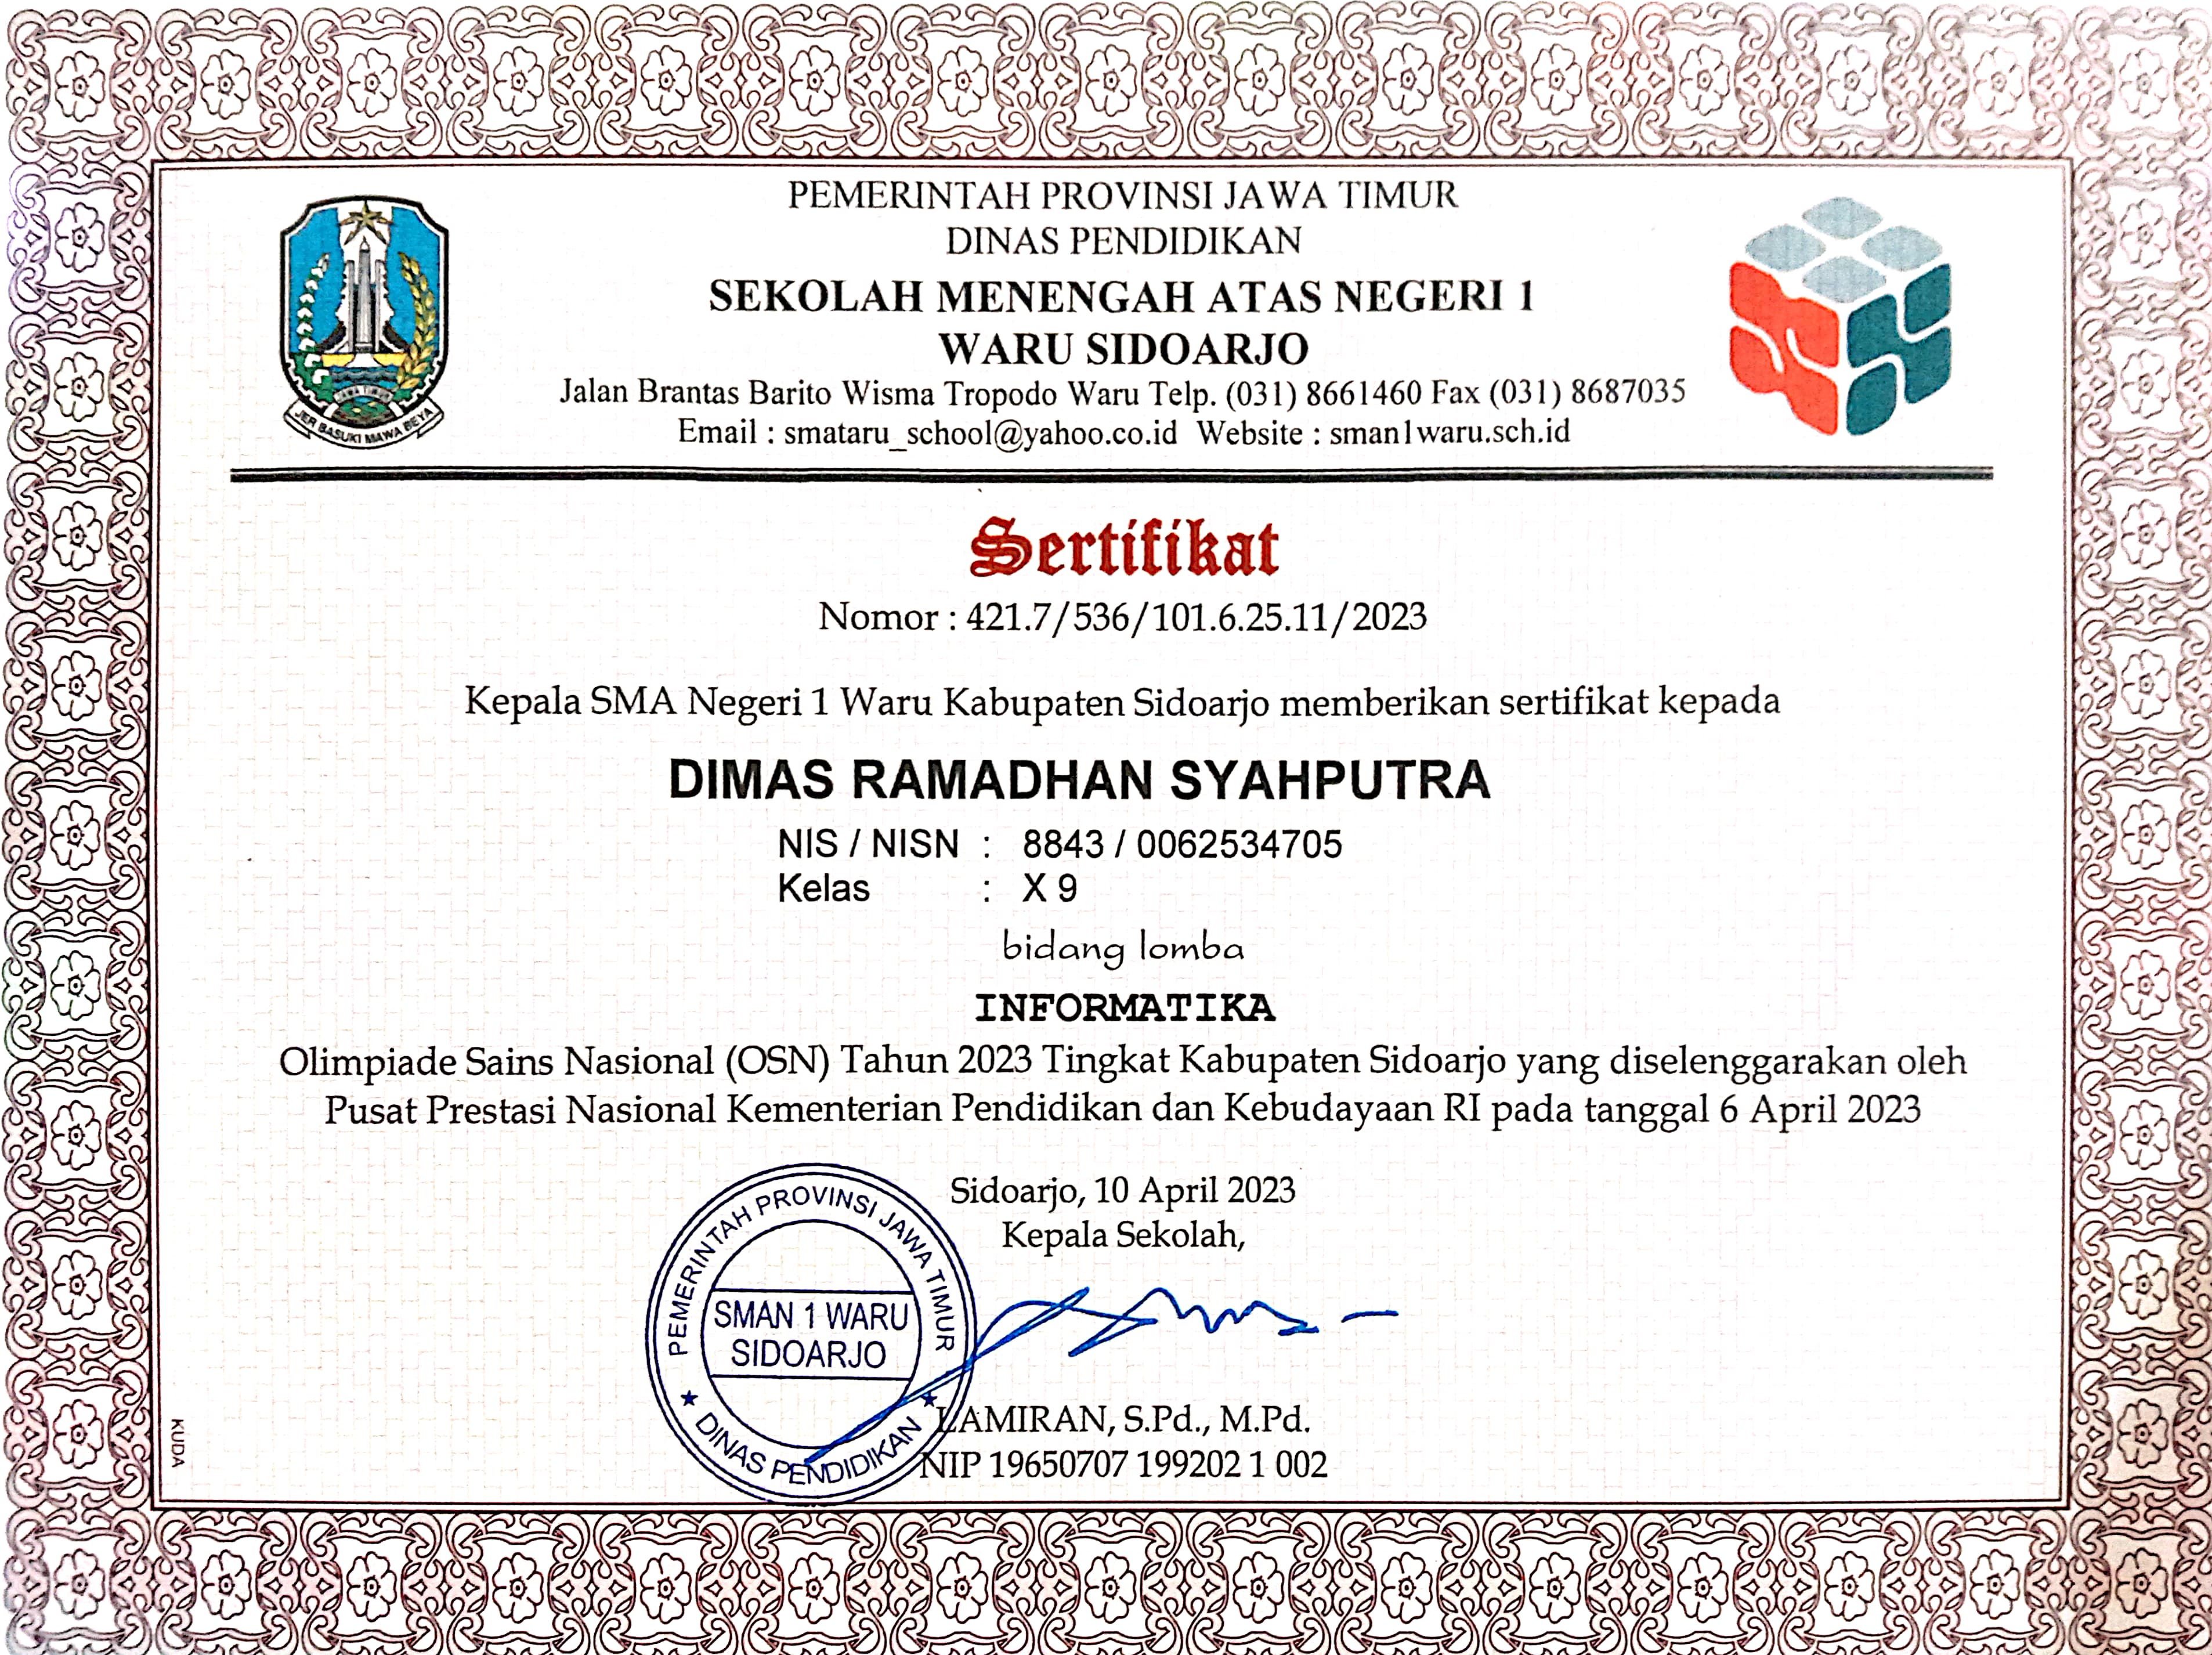 PEMERINTAH PROVINSI JAWA TIMUR
DINAS PENDIDIKAN
SEKOLAH MENENGAH ATAS NEGERI 1
WARU SIDOARJO
Jalan Brantas Barito Wisma Tropodo Waru Telp. (031) 8661460 Fax (031) 8687035
Email : smataru_school@yahoo.co.id Website : sman1waru.sch.id
JER BASUKI MAWA BEYA
Sertifikat
Nomor : 421.7/536/101.6.25.11/2023
Kepala SMA Negeri 1 Waru Kabupaten Sidoarjo memberikan sertifikat kepada
DIMAS RAMADHAN SYAHPUTRA
NIS / NISN : 8843 / 0062534705
Kelas : X 9
bidang lomba
INFORMATIKA
Olimpiade Sains Nasional (OSN) Tahun 2023 Tingkat Kabupaten Sidoarjo yang diselenggarakan oleh
Pusat Prestasi Nasional Kementerian Pendidikan dan Kebudayaan RI pada tanggal 6 April 2023
Sidoarjo, 10 April 2023
Kepala Sekolah,
PEMERINTAH PROVINSI JAWA TIMUR
SMAN 1 WARU
SIDOARJO
DINAS PENDIDIKAN
LAMIRAN, S.Pd., M.Pd.
NIP 19650707 199202 1 002
KUDA